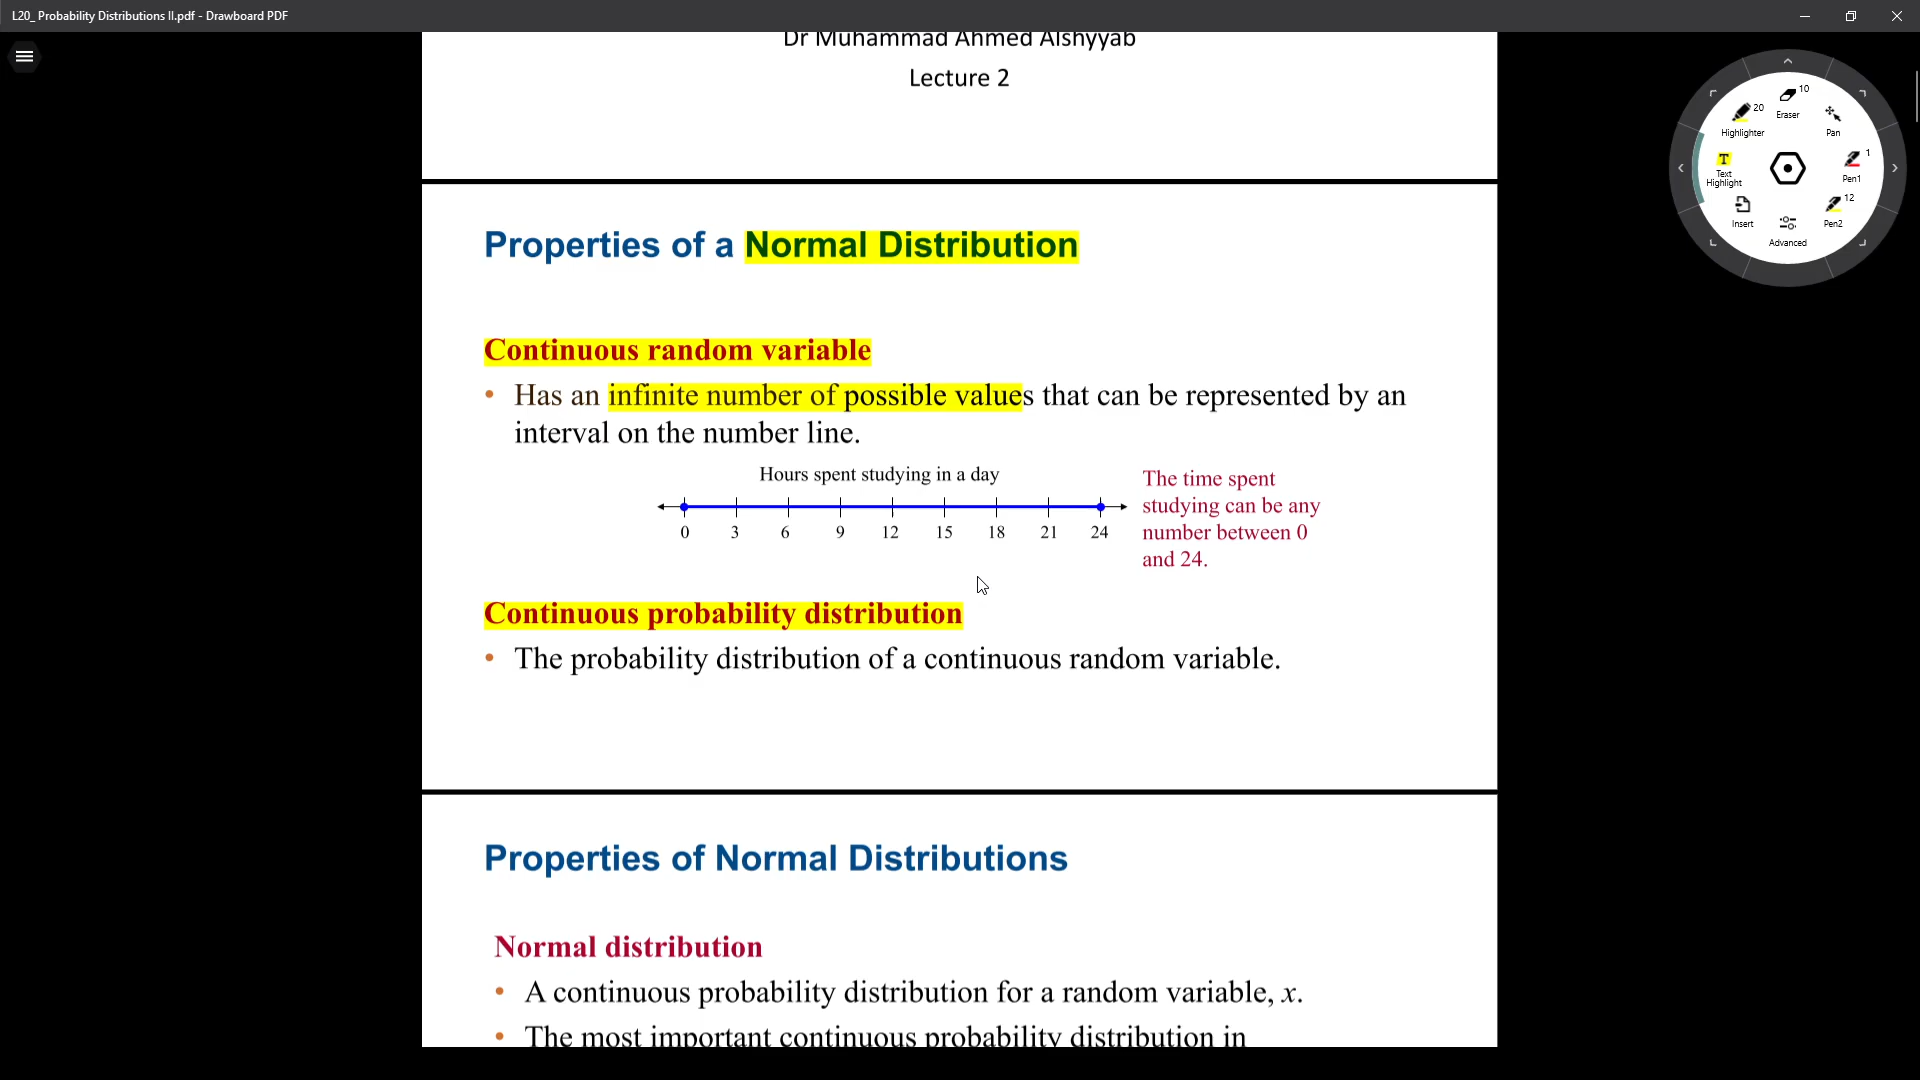 L20_ Probability Distributions II.pdf - Drawboard PDF
Dr Muhammad Ahmed Alshyyab
Lecture 2
20
Highlighter
10
Eraser
Pan
Text
Highlight
1
Pen1
Insert
12
Pen2
Advanced
Properties of a Normal Distribution
Continuous random variable
• Has an infinite number of possible values that can be represented by an
interval on the number line.
Hours spent studying in a day
0 3 6 9 12 15 18 21 24
The time spent
studying can be any
number between 0
and 24.
Continuous probability distribution
• The probability distribution of a continuous random variable.
Properties of Normal Distributions
Normal distribution
• A continuous probability distribution for a random variable, x.
• The most important continuous probability distribution in